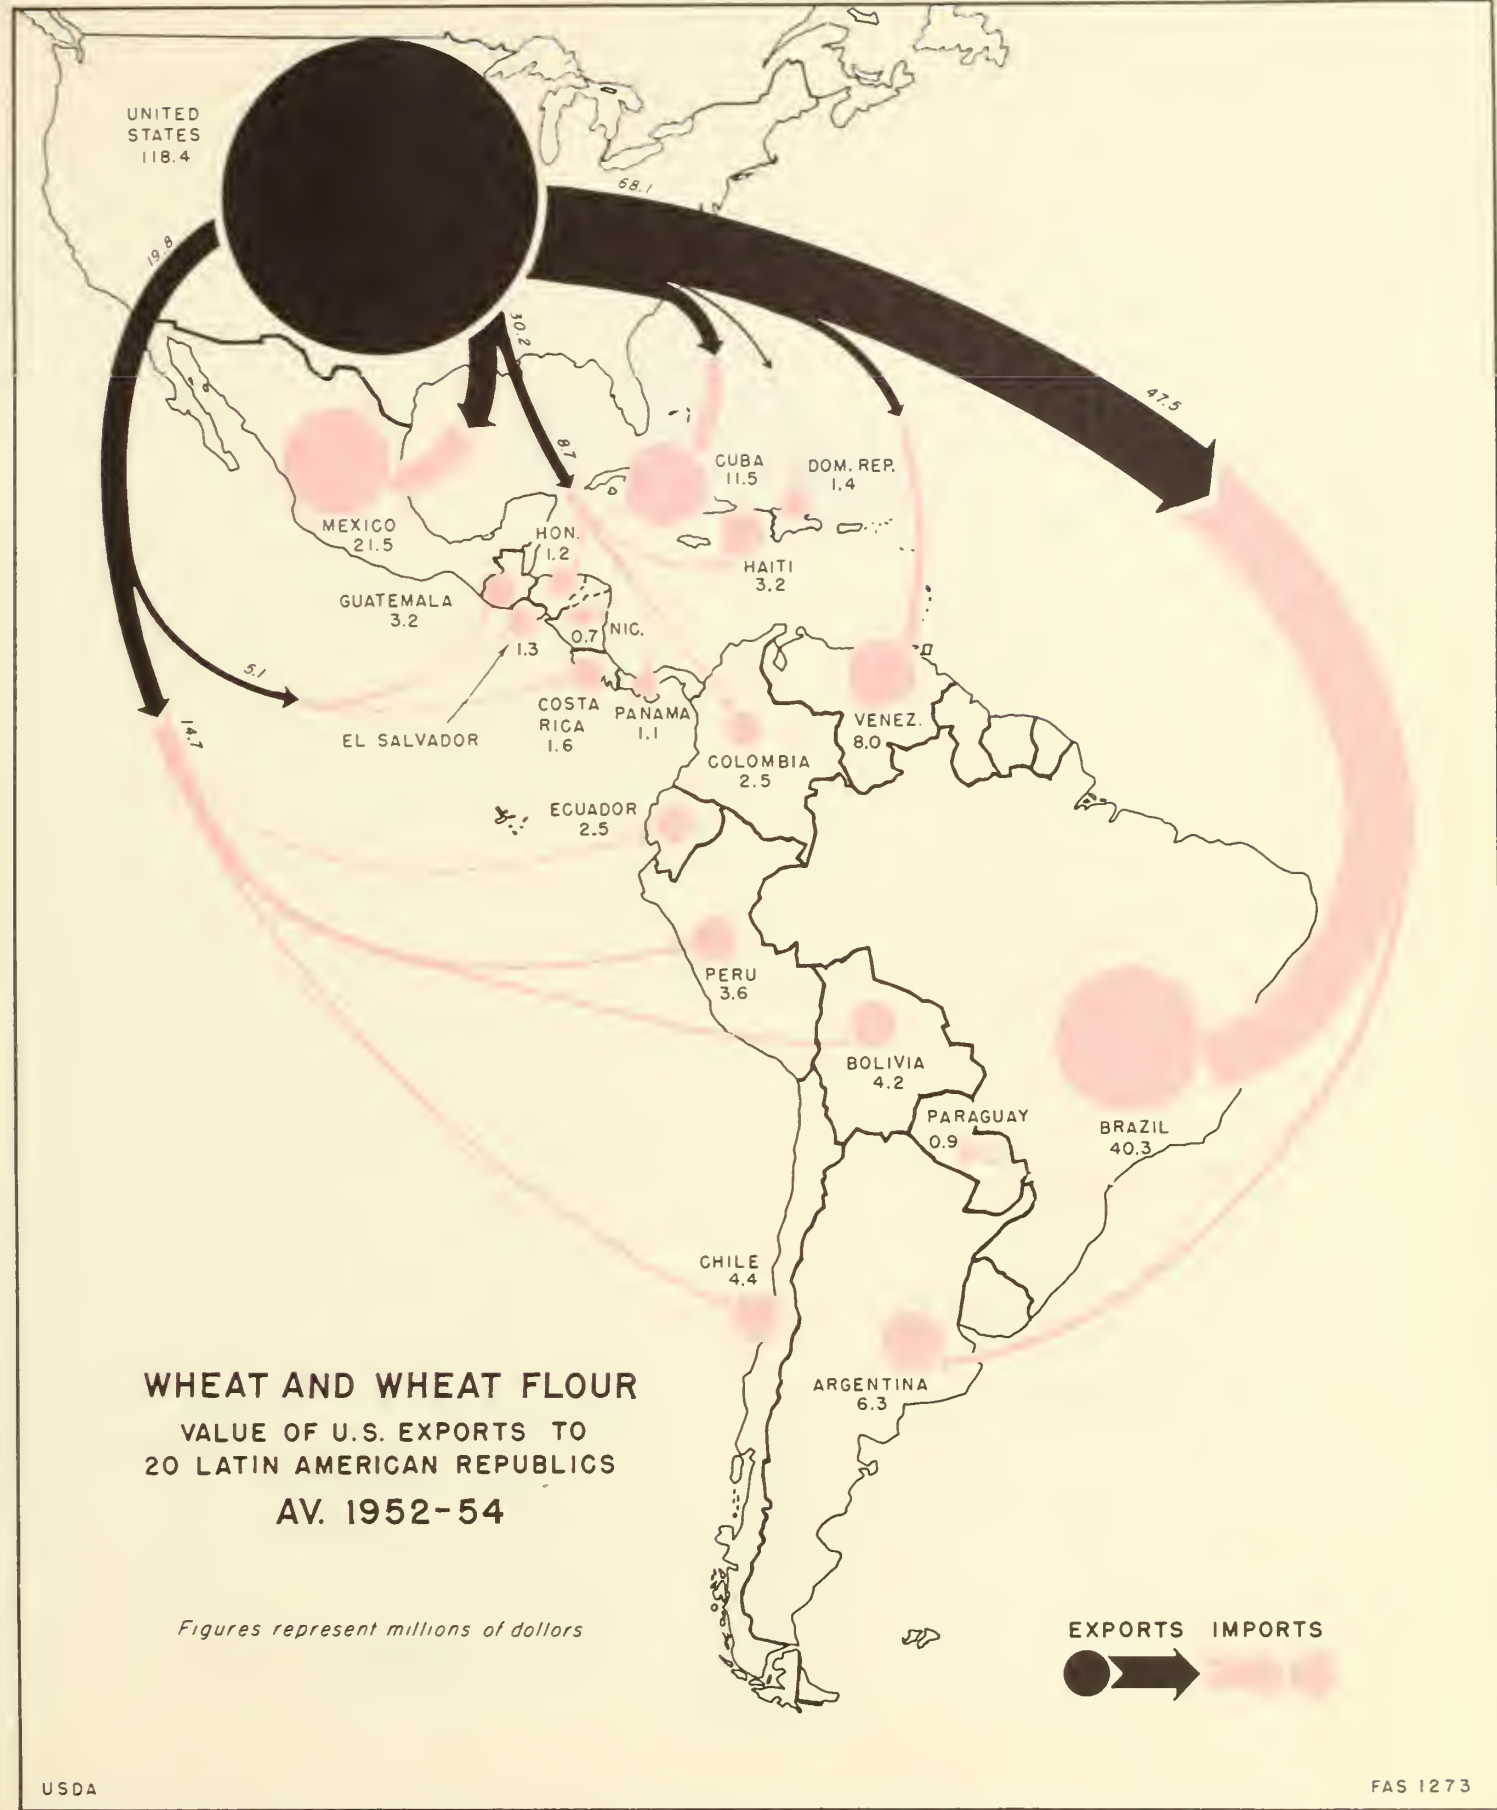 UNITED
STATES
118.4
68.1
19.8
30.2
47.5
8.7
CUBA
11.5
DOM. REP.
1.4
MEXICO
21.5
HON.
1.2
HAITI
3.2
GUATEMALA
3.2
0.7 NIC.
1.3
5.1
COSTA
RICA
1.6
PANAMA
1.1
EL SALVADOR
14.7
VENEZ.
8.0
COLOMBIA
2.5
ECUADOR
2.5
PERU
3.6
BOLIVIA
4.2
PARAGUAY
0.9
BRAZIL
40.3
CHILE
4.4
ARGENTINA
6.3
WHEAT AND WHEAT FLOUR
VALUE OF U.S. EXPORTS TO
20 LATIN AMERICAN REPUBLICS
AV. 1952-54
Figures represent millions of dollars
EXPORTS IMPORTS
USDA
FAS 1273